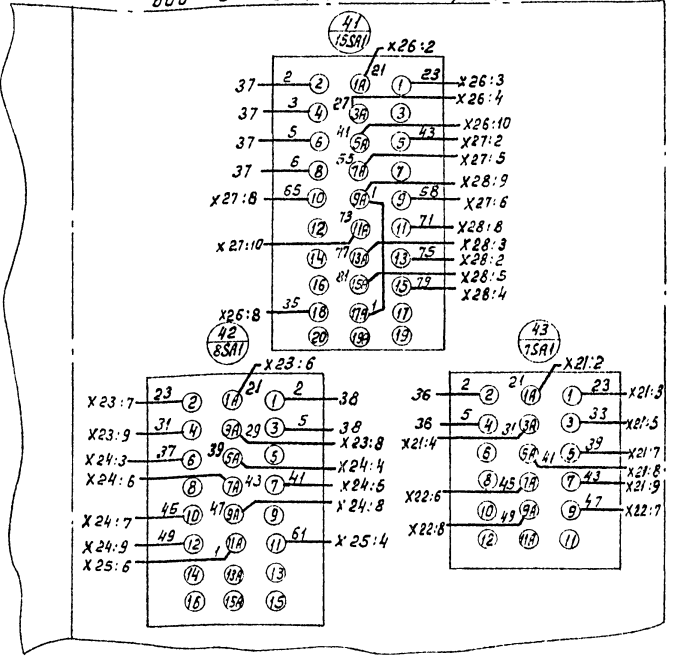 41
15SA1
X26:2
37 2 2 1A 21 1 23 X26:3
X26:4
37 3 4 27 3A 3
X26:10
37 5 6 41 5A 5 43 X27:2
37 6 8 55 7A 7 X27:5
X28:9
X27:8 65 10 9A 1 9 58 X27:6
12 73 11A 11 71 X28:8
X27:10 X28:3
14 77 13A 13 75 X28:2
16 81 15A 15 79 X28:5
X28:4
X26:8 35 18 17A 1 17
20 19A 19
42
8SA1
X23:6
X23:7 23 2 1A 21 1 2 38
X23:9 31 4 3A 29 3 5 38
X23:8
X24:3 37 6 39 5A 5 X24:4
X24:6 8 7A 43 7 41 X24:5
X24:7 45 10 47 9A 9 X24:8
X24:9 49 12 11A 11 61 X25:4
X25:6 1
14 13A 13
16 15A 15
43
7SA1
X21:2
36 2 2 21 1A 1 23 X21:3
36 5 4 31 3A 3 33 X21:5
X21:4
6 5A 41 5 39 X21:7
X21:8
8 45 7A 7 43 X21:9
X22:6
10 49 9A 9 47 X22:7
X22:8
12 11A 11